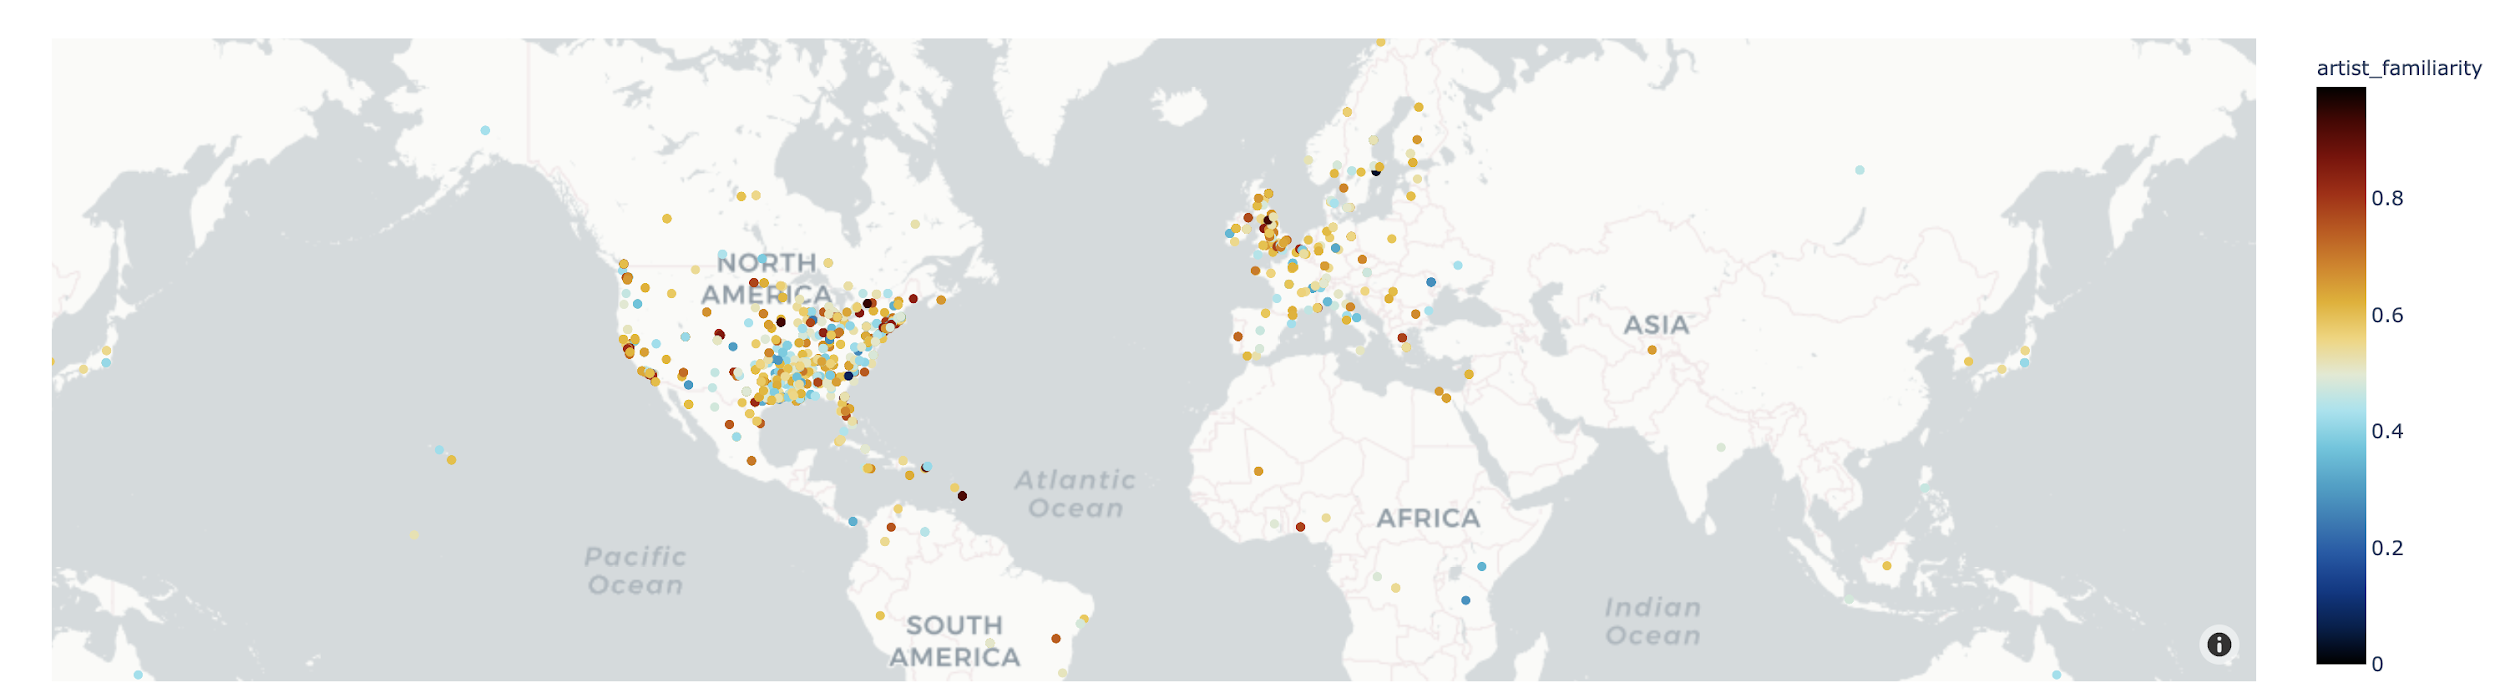 artist_familiarity
0.8
0.6
0.4
0.2
0
NORTH
AMERICA
ASIA
Atlantic
Ocean
AFRICA
Pacific
Ocean
SOUTH
AMERICA
Indian
Ocean
i